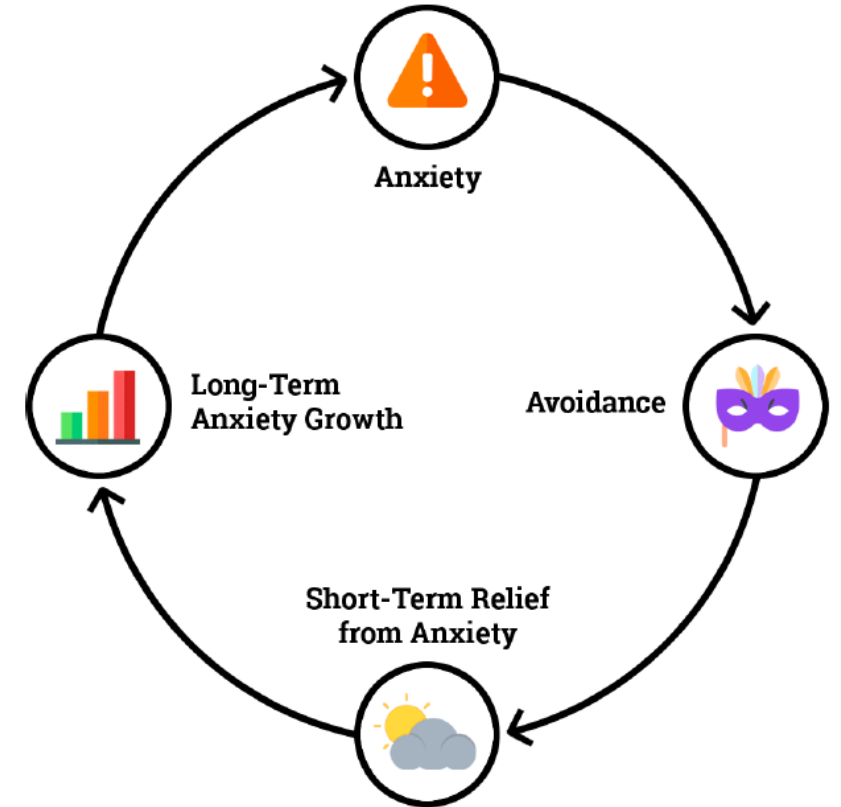 Anxiety
Avoidance
Short-Term Relief
from Anxiety
Long-Term
Anxiety Growth